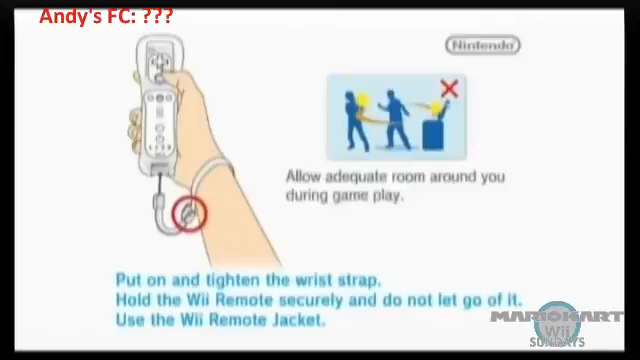 Andy's FC: ???
Nintendo
Allow adequate room around you
during game play.
Put on and tighten the wrist strap.
Hold the Wii Remote securely and do not let go of it.
Use the Wii Remote Jacket.
MARIOKART
Wii
SUNDAYS